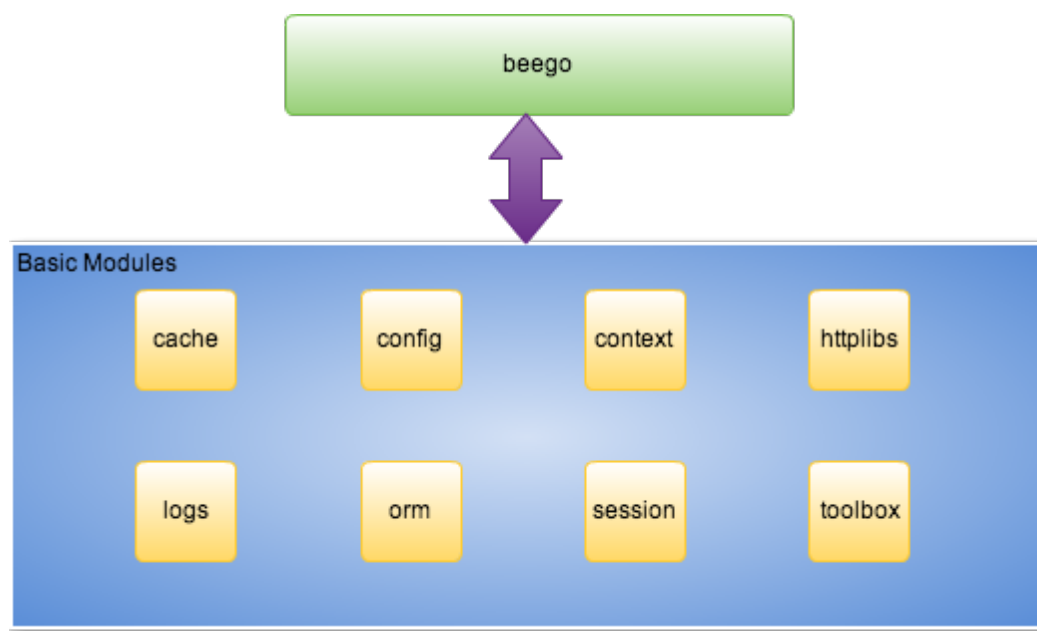 beego
Basic Modules
cache config context httplibs
logs orm session toolbox